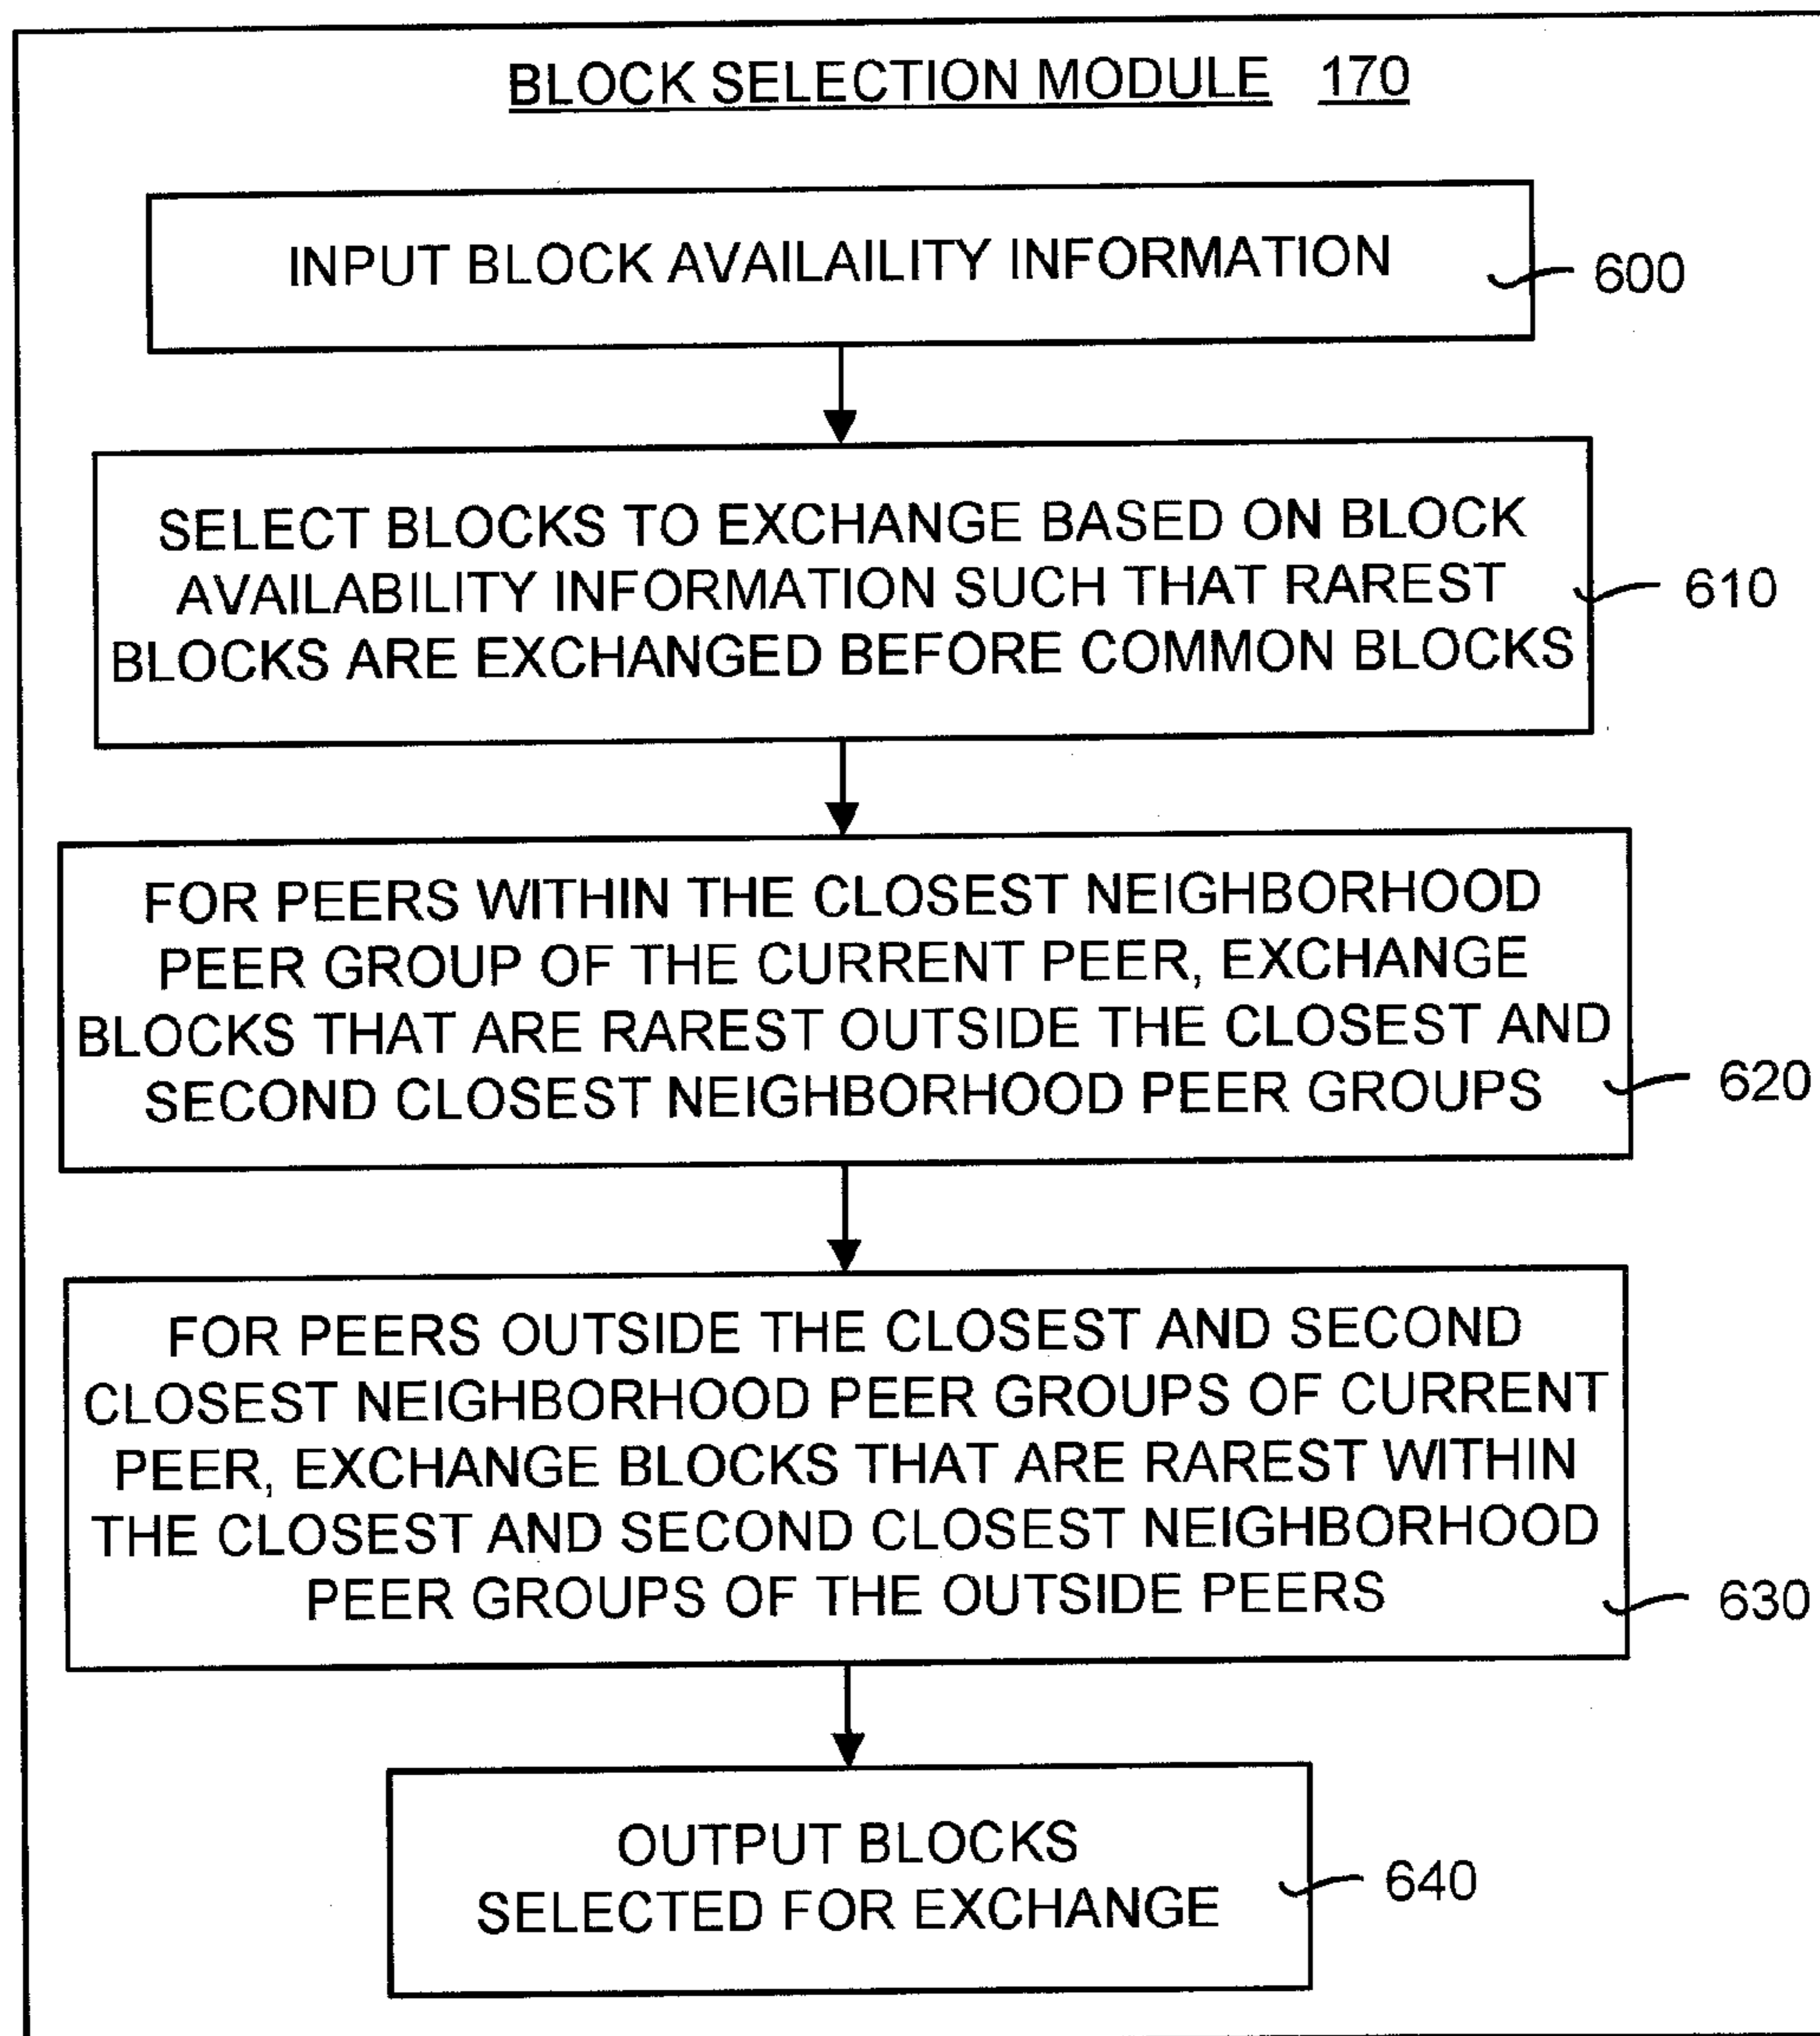 BLOCK SELECTION MODULE 170
INPUT BLOCK AVAILAILITY INFORMATION
600
SELECT BLOCKS TO EXCHANGE BASED ON BLOCK
AVAILABILITY INFORMATION SUCH THAT RAREST
BLOCKS ARE EXCHANGED BEFORE COMMON BLOCKS
610
FOR PEERS WITHIN THE CLOSEST NEIGHBORHOOD
PEER GROUP OF THE CURRENT PEER, EXCHANGE
BLOCKS THAT ARE RAREST OUTSIDE THE CLOSEST AND
SECOND CLOSEST NEIGHBORHOOD PEER GROUPS
620
FOR PEERS OUTSIDE THE CLOSEST AND SECOND
CLOSEST NEIGHBORHOOD PEER GROUPS OF CURRENT
PEER, EXCHANGE BLOCKS THAT ARE RAREST WITHIN
THE CLOSEST AND SECOND CLOSEST NEIGHBORHOOD
PEER GROUPS OF THE OUTSIDE PEERS
630
OUTPUT BLOCKS
SELECTED FOR EXCHANGE
640